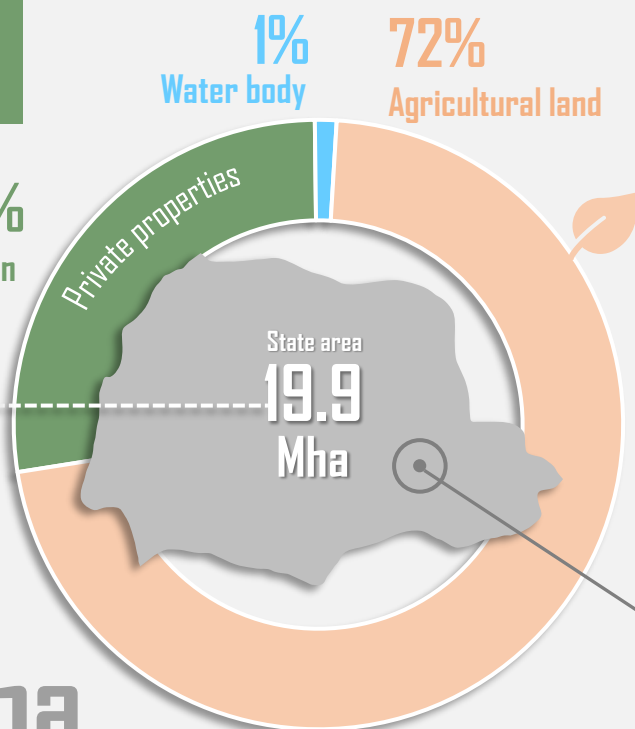 1%
Water body
72%
Agricultural land
%
n
Private properties
State area
19.9
Mha